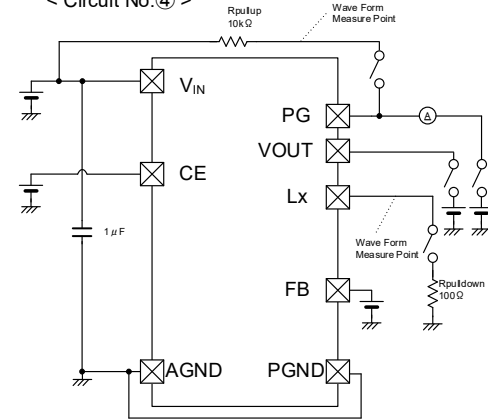 < Circuit No.④ >
Rpullup
10kΩ
Wave Form
Measure Point
VIN
PG
A
VOUT
CE
Lx
1μF
Wave Form
Measure Point
Rpulldown
100Ω
FB
AGND
PGND